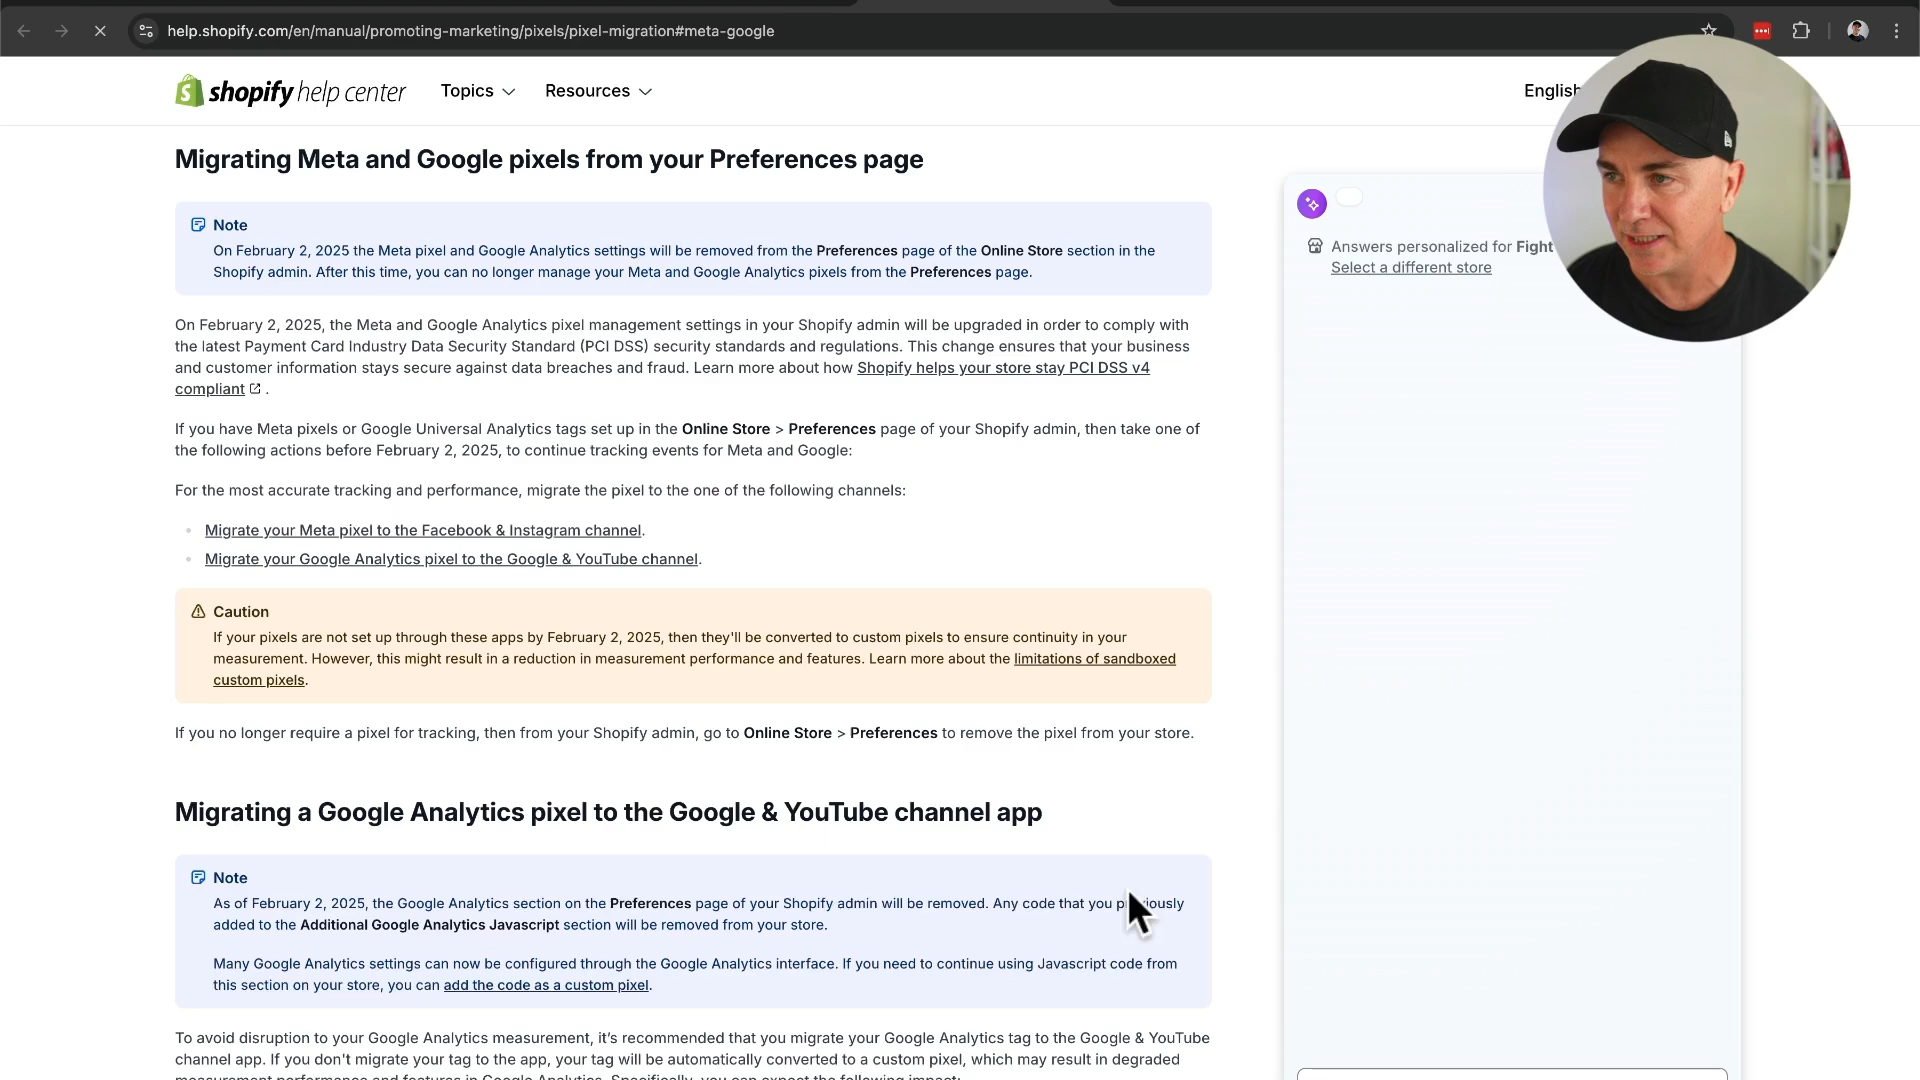 help.shopify.com/en/manual/promoting-marketing/pixels/pixel-migration#meta-google
shopify help center
Topics
Resources
English
Migrating Meta and Google pixels from your Preferences page
Note
On February 2, 2025 the Meta pixel and Google Analytics settings will be removed from the Preferences page of the Online Store section in the
Shopify admin. After this time, you can no longer manage your Meta and Google Analytics pixels from the Preferences page.
Answers personalized for Fight
Select a different store
On February 2, 2025, the Meta and Google Analytics pixel management settings in your Shopify admin will be upgraded in order to comply with
the latest Payment Card Industry Data Security Standard (PCI DSS) security standards and regulations. This change ensures that your business
and customer information stays secure against data breaches and fraud. Learn more about how Shopify helps your store stay PCI DSS v4
compliant .
If you have Meta pixels or Google Universal Analytics tags set up in the Online Store > Preferences page of your Shopify admin, then take one of
the following actions before February 2, 2025, to continue tracking events for Meta and Google:
For the most accurate tracking and performance, migrate the pixel to the one of the following channels:
Migrate your Meta pixel to the Facebook & Instagram channel.
Migrate your Google Analytics pixel to the Google & YouTube channel.
Caution
If your pixels are not set up through these apps by February 2, 2025, then they'll be converted to custom pixels to ensure continuity in your
measurement. However, this might result in a reduction in measurement performance and features. Learn more about the limitations of sandboxed
custom pixels.
If you no longer require a pixel for tracking, then from your Shopify admin, go to Online Store > Preferences to remove the pixel from your store.
Migrating a Google Analytics pixel to the Google & YouTube channel app
Note
As of February 2, 2025, the Google Analytics section on the Preferences page of your Shopify admin will be removed. Any code that you previously
added to the Additional Google Analytics Javascript section will be removed from your store.
Many Google Analytics settings can now be configured through the Google Analytics interface. If you need to continue using Javascript code from
this section on your store, you can add the code as a custom pixel.
To avoid disruption to your Google Analytics measurement, it's recommended that you migrate your Google Analytics tag to the Google & YouTube
channel app. If you don't migrate your tag to the app, your tag will be automatically converted to a custom pixel, which may result in degraded
measurement performance and features in Google Analytics. Specifically, you can expect the following impact: